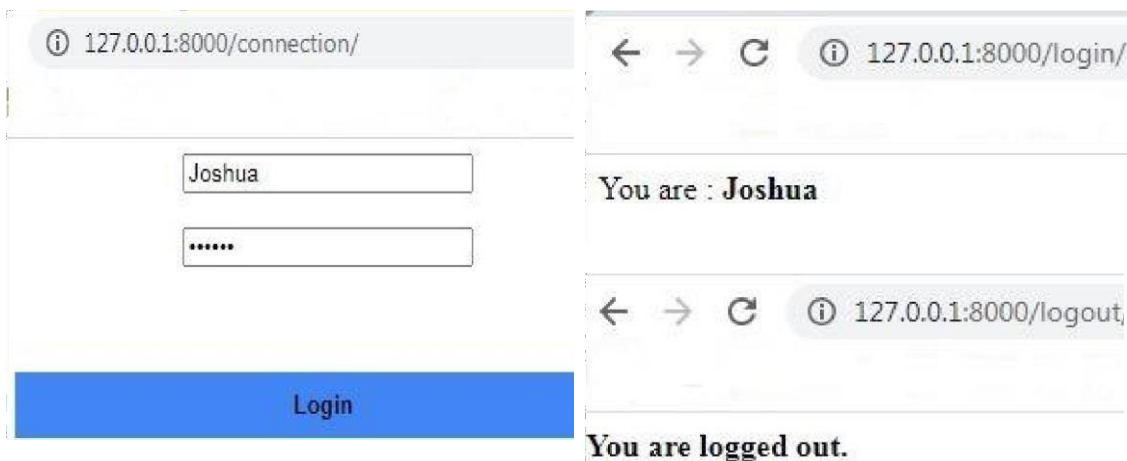 127.0.0.1:8000/connection/
Joshua
••••••
Login
127.0.0.1:8000/login/
You are : Joshua
127.0.0.1:8000/logout/
You are logged out.